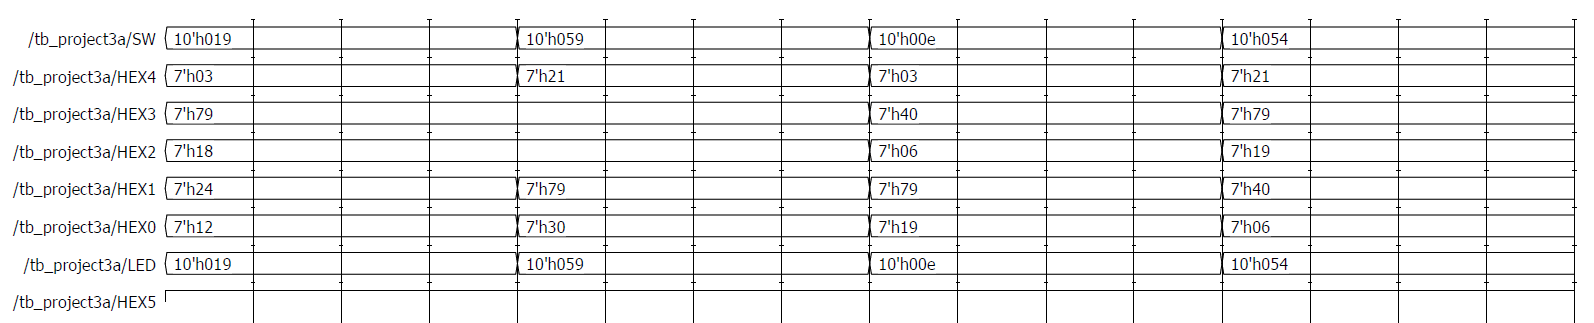 /tb_project3a/SW 10'h019 10'h059 10'h00e 10'h054
/tb_project3a/HEX4 7'h03 7'h21 7'h03 7'h21
/tb_project3a/HEX3 7'h79 7'h40 7'h79
/tb_project3a/HEX2 7'h18 7'h06 7'h19
/tb_project3a/HEX1 7'h24 7'h79 7'h79 7'h40
/tb_project3a/HEX0 7'h12 7'h30 7'h19 7'h06
/tb_project3a/LED 10'h019 10'h059 10'h00e 10'h054
/tb_project3a/HEX5